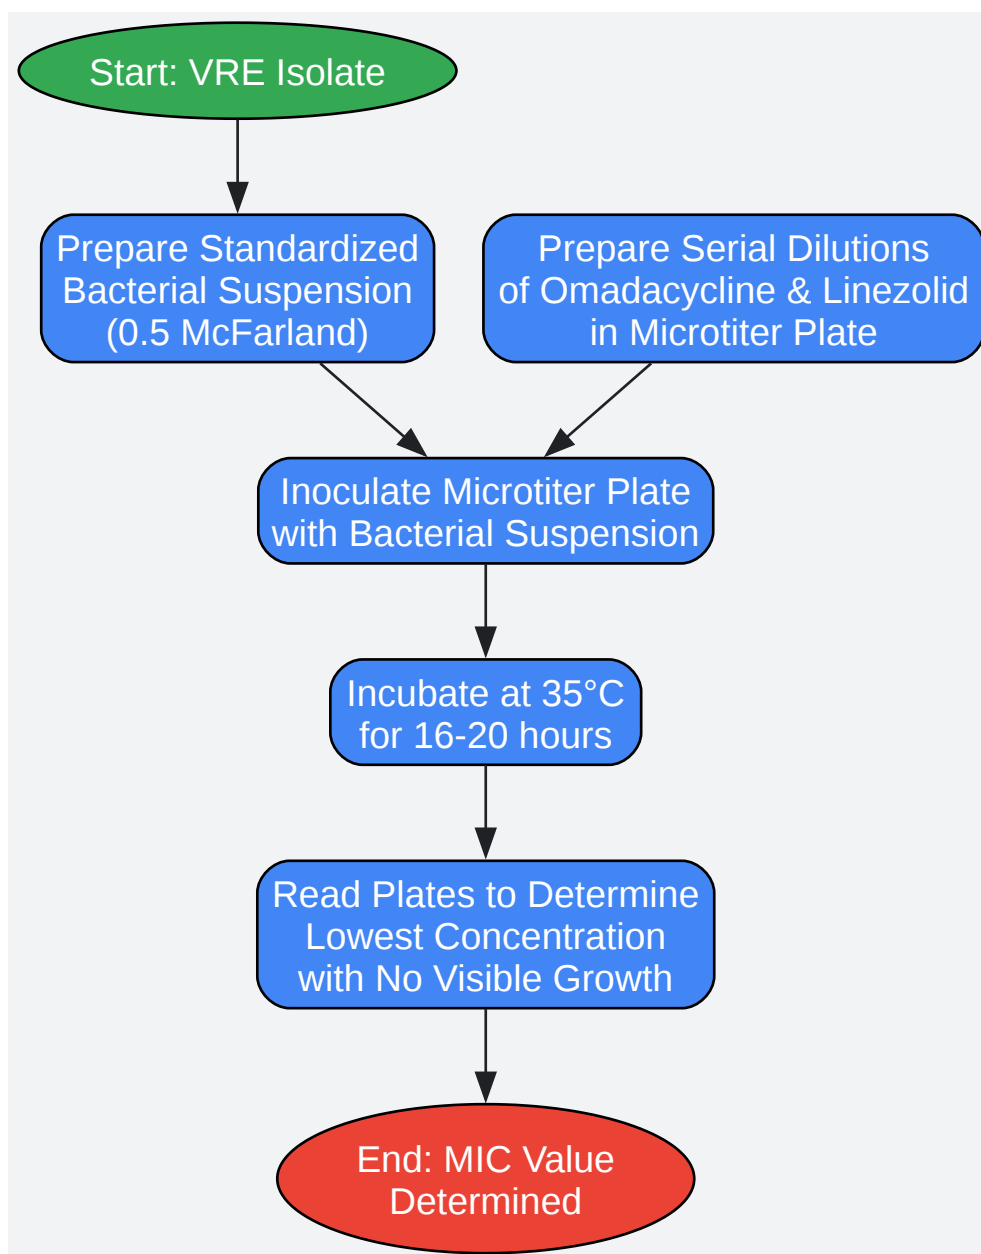 Start: VRE Isolate
Prepare Standardized
Bacterial Suspension
(0.5 McFarland)
Prepare Serial Dilutions
of Omadacycline & Linezolid
in Microtiter Plate
Inoculate Microtiter Plate
with Bacterial Suspension
Incubate at 35°C
for 16-20 hours
Read Plates to Determine
Lowest Concentration
with No Visible Growth
End: MIC Value
Determined